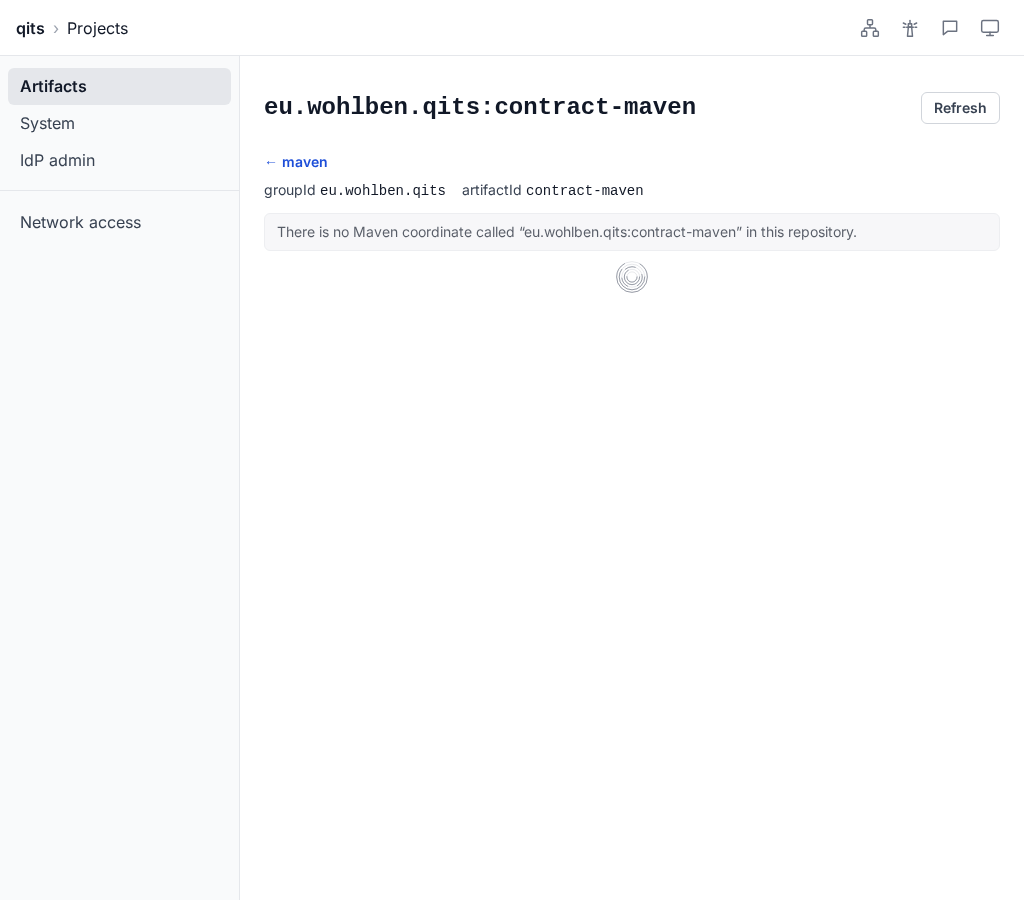 qits › Projects
Artifacts
System
IdP admin
Network access
eu.wohlben.qits:contract-maven
Refresh
← maven
groupId eu.wohlben.qits artifactId contract-maven
There is no Maven coordinate called “eu.wohlben.qits:contract-maven” in this repository.